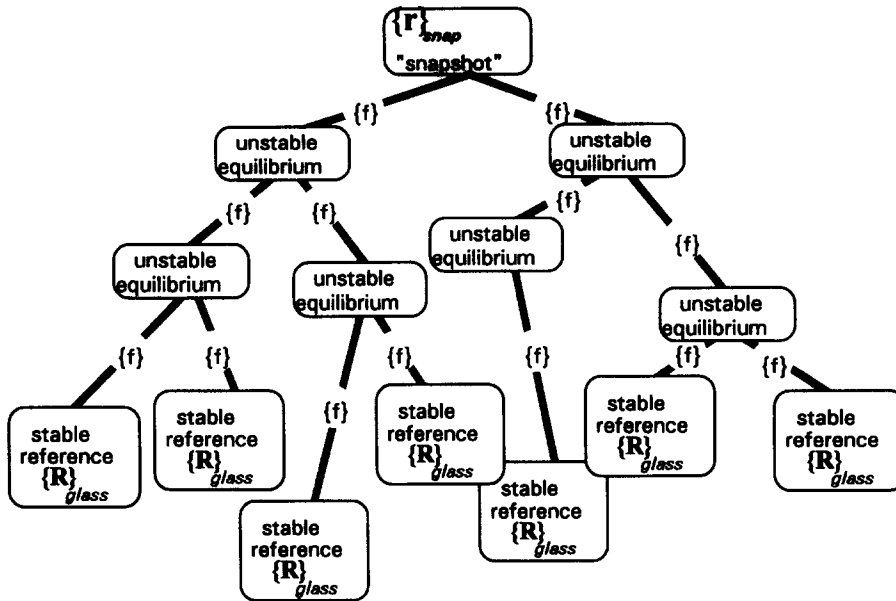 {r}snap
"snapshot"
{f}
{f}
unstable
equilibrium
unstable
equilibrium
{f}
{f}
{f}
{f}
unstable
equilibrium
unstable
equilibrium
unstable
equilibrium
unstable
equilibrium
{f}
{f}
{f}
{f}
{f}
{f}
{f}
stable
reference
{R}glass
stable
reference
{R}glass
stable
reference
{R}glass
stable
reference
{R}glass
stable
reference
{R}glass
stable
reference
{R}glass
stable
reference
{R}glass